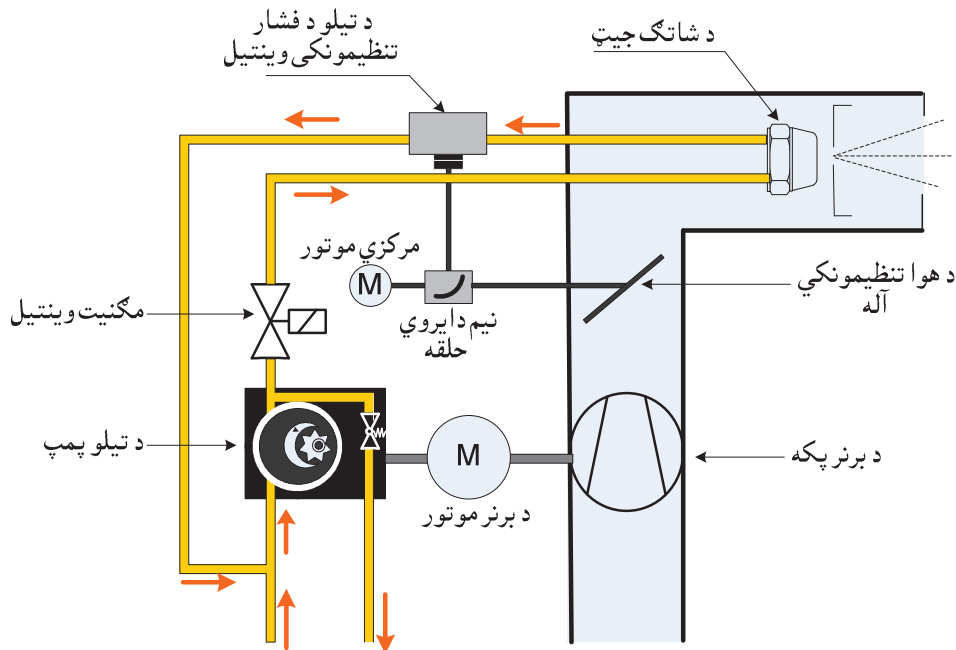 د تیلو د فشار
تنظیمونکی وینتیل
د شاتګ جیټ
مرکزي موتور
M
د هوا تنظیمونکي
آله
نیم دایروي
حلقه
مګنیت وینتیل
د تیلو پمپ
M
د برنر پکه
د برنر موتور